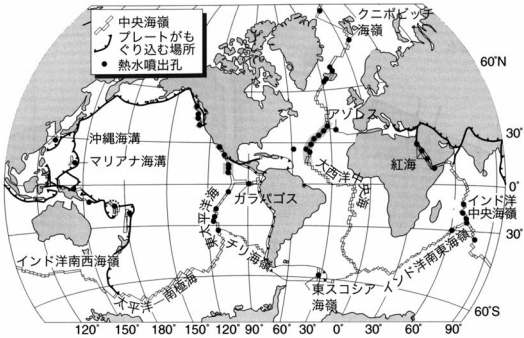 中央海嶺
プレートがも
ぐり込む場所
熱水噴出孔
クニポビッチ
海嶺
60°N
アゾレス
30°
沖縄海溝
マリアナ海溝
大西洋中央海嶺
紅海
ガラパゴス
0°
東太平洋海
インド洋
中央海嶺
30°
チリ海嶺
インド洋南西海嶺
インド洋南東海嶺
太平洋―南極海
東スコシア
海嶺
60°S
120° 150° 180° 150° 120° 90° 60° 30° 0° 30° 60° 90°